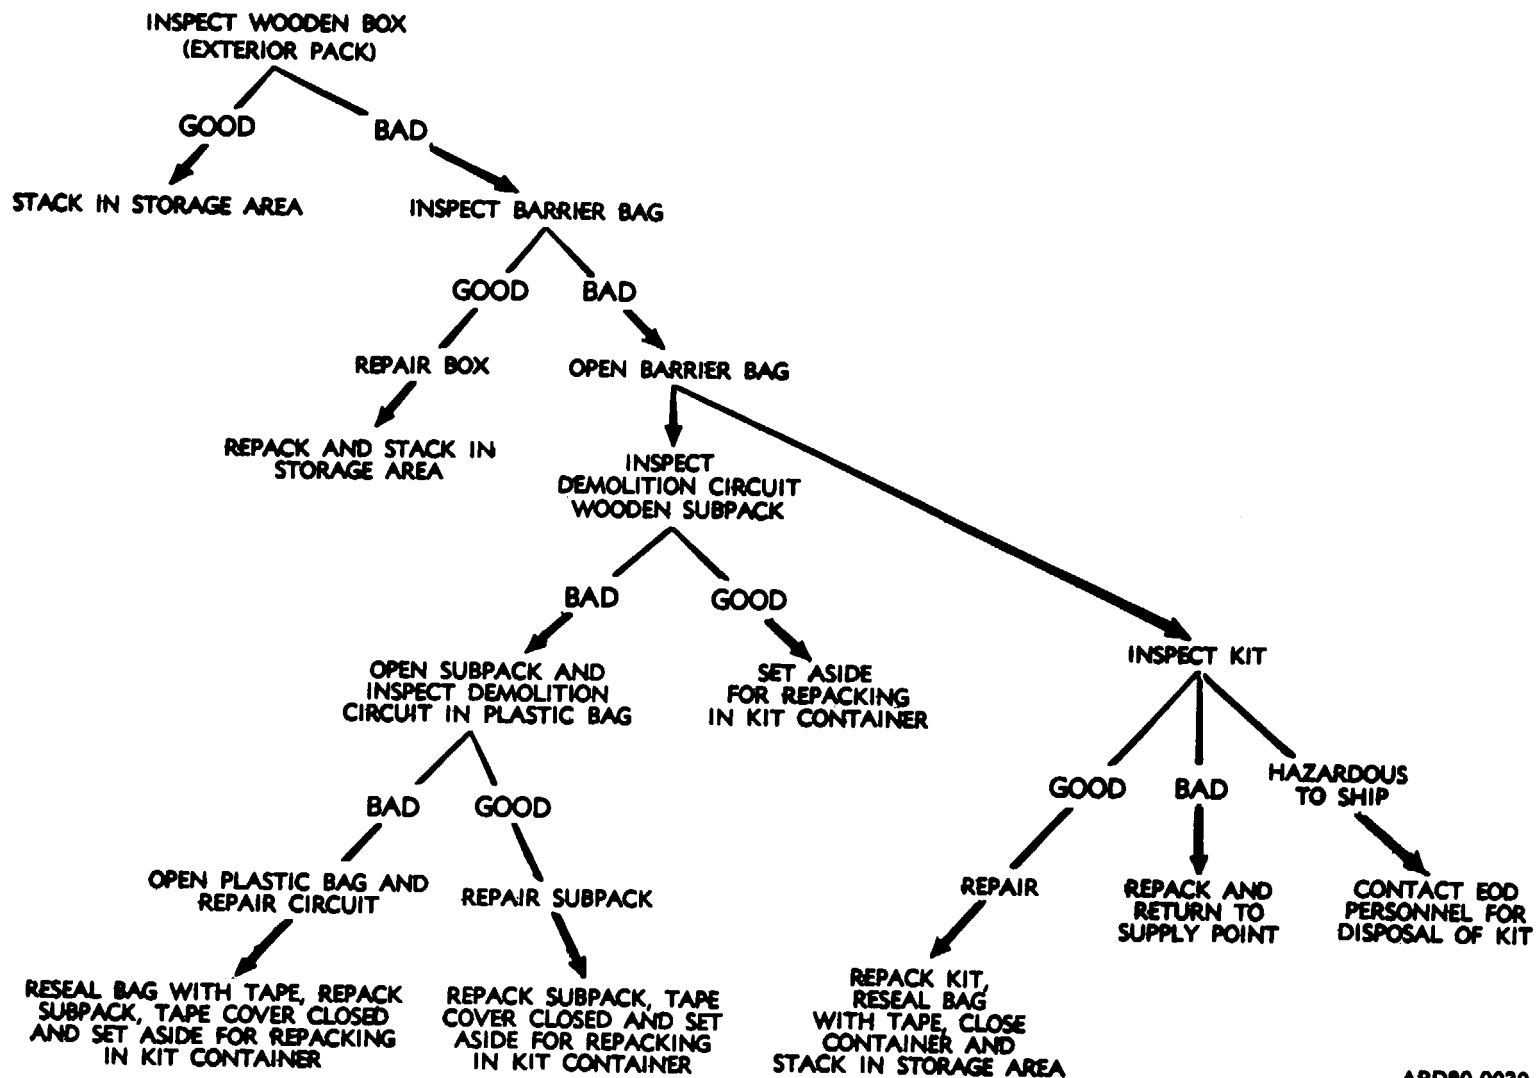 INSPECT WOODEN BOX
(EXTERIOR PACK)
GOOD
BAD
STACK IN STORAGE AREA
INSPECT BARRIER BAG
GOOD
BAD
REPAIR BOX
OPEN BARRIER BAG
REPACK AND STACK IN
STORAGE AREA
INSPECT
DEMOLITION CIRCUIT
WOODEN SUBPACK
BAD
GOOD
INSPECT KIT
OPEN SUBPACK AND
INSPECT DEMOLITION
CIRCUIT IN PLASTIC BAG
SET ASIDE
FOR REPACKING
IN KIT CONTAINER
BAD
GOOD
GOOD
BAD
HAZARDOUS
TO SHIP
OPEN PLASTIC BAG AND
REPAIR CIRCUIT
REPAIR SUBPACK
REPAIR
REPACK AND
RETURN TO
SUPPLY POINT
CONTACT EOD
PERSONNEL FOR
DISPOSAL OF KIT
RESEAL BAG WITH TAPE, REPACK
SUBPACK, TAPE COVER CLOSED
AND SET ASIDE FOR REPACKING
IN KIT CONTAINER
REPACK SUBPACK, TAPE
COVER CLOSED AND SET
ASIDE FOR REPACKING
IN KIT CONTAINER
REPACK KIT,
RESEAL BAG
WITH TAPE, CLOSE
CONTAINER AND
STACK IN STORAGE AREA